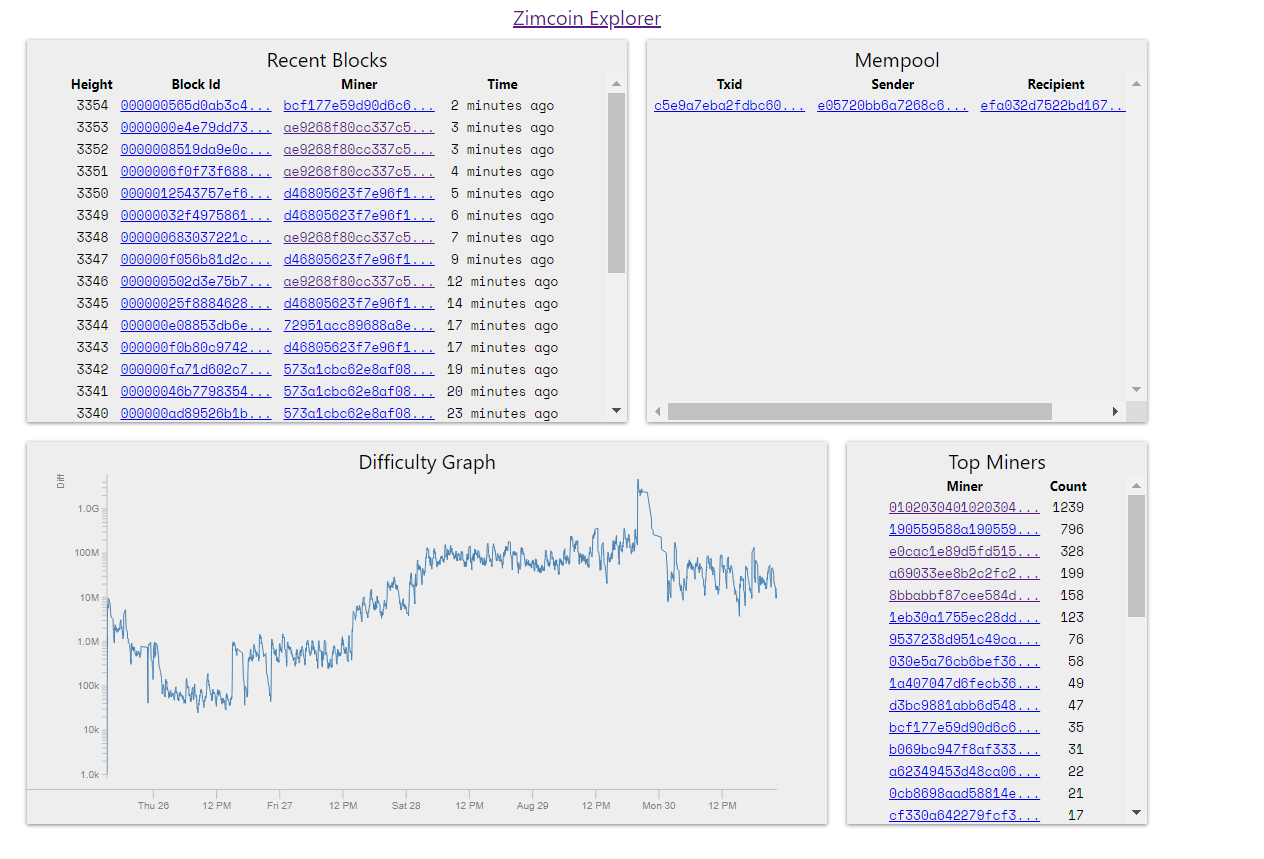 Zimcoin Explorer
Recent Blocks
Height Block Id Miner Time
3354 000000565d0ab3c4... bcf177e59d90d6c6... 2 minutes ago
3353 0000000e4e79dd73... ae9268f80cc337c5... 3 minutes ago
3352 0000008519da9e0c... ae9268f80cc337c5... 3 minutes ago
3351 0000006f0f73f688... ae9268f80cc337c5... 4 minutes ago
3350 0000012543757ef6... d46805623f7e96f1... 5 minutes ago
3349 00000032f4975861... d46805623f7e96f1... 6 minutes ago
3348 000000683037221c... ae9268f80cc337c5... 7 minutes ago
3347 000000f056b81d2c... d46805623f7e96f1... 9 minutes ago
3346 000000502d3e75b7... ae9268f80cc337c5... 12 minutes ago
3345 00000025f8884628... d46805623f7e96f1... 14 minutes ago
3344 000000e08853db6e... 72951acc89688a8e... 17 minutes ago
3343 000000f0b80c9742... d46805623f7e96f1... 17 minutes ago
3342 000000fa71d602c7... 573a1cbc62e8af08... 19 minutes ago
3341 00000046b7798354... 573a1cbc62e8af08... 20 minutes ago
3340 000000ad89526b1b... 573a1cbc62e8af08... 23 minutes ago
Mempool
Txid Sender Recipient
c5e9a7eba2fdbc60... e05720bb6a7268c6... efa032d7522bd167..
Difficulty Graph
Diff
1.0G
100M
10M
1.0M
100k
10k
1.0k
Thu 26 12 PM Fri 27 12 PM Sat 28 12 PM Aug 29 12 PM Mon 30 12 PM
Top Miners
Miner Count
0102030401020304... 1239
190559588a190559... 796
e0cac1e89d5fd515... 328
a69033ee8b2c2fc2... 199
8bbabbf87cee584d... 158
1eb30a1755ec28dd... 123
9537238d951c49ca... 76
030e5a76cb6bef36... 58
1a407047d6fecb36... 49
d3bc9881abb6d548... 47
bcf177e59d90d6c6... 35
b069bc947f8af333... 31
a62349453d48ca06... 22
0cb8698aad58814e... 21
cf330a642279fcf3... 17